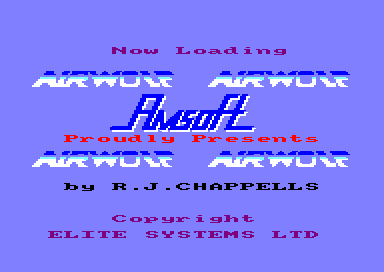 Now Loading
AIRWOLF AIRWOLF
AMSOFT
Proudly Presents
AIRWOLF AIRWOLF
by R.J.CHAPPELLS
Copyright
ELITE SYSTEMS LTD